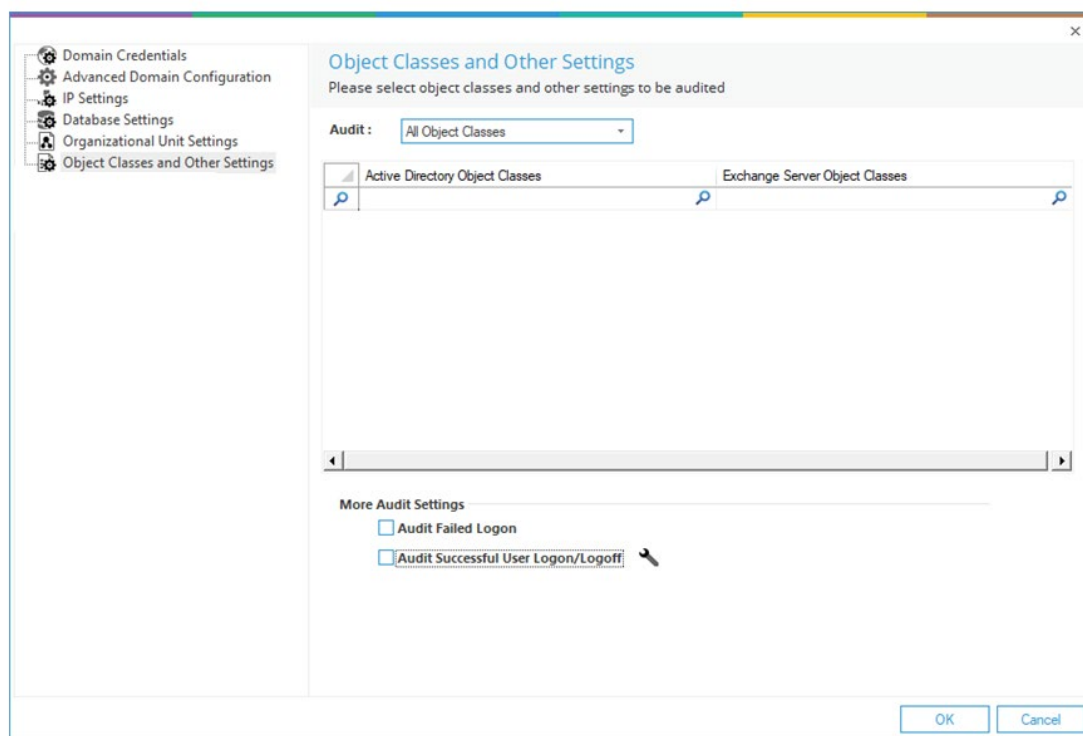 Domain Credentials
Advanced Domain Configuration
IP Settings
Database Settings
Organizational Unit Settings
Object Classes and Other Settings
Object Classes and Other Settings
Please select object classes and other settings to be audited
Audit : All Object Classes
Active Directory Object Classes Exchange Server Object Classes
More Audit Settings
Audit Failed Logon
Audit Successful User Logon/Logoff
OK Cancel